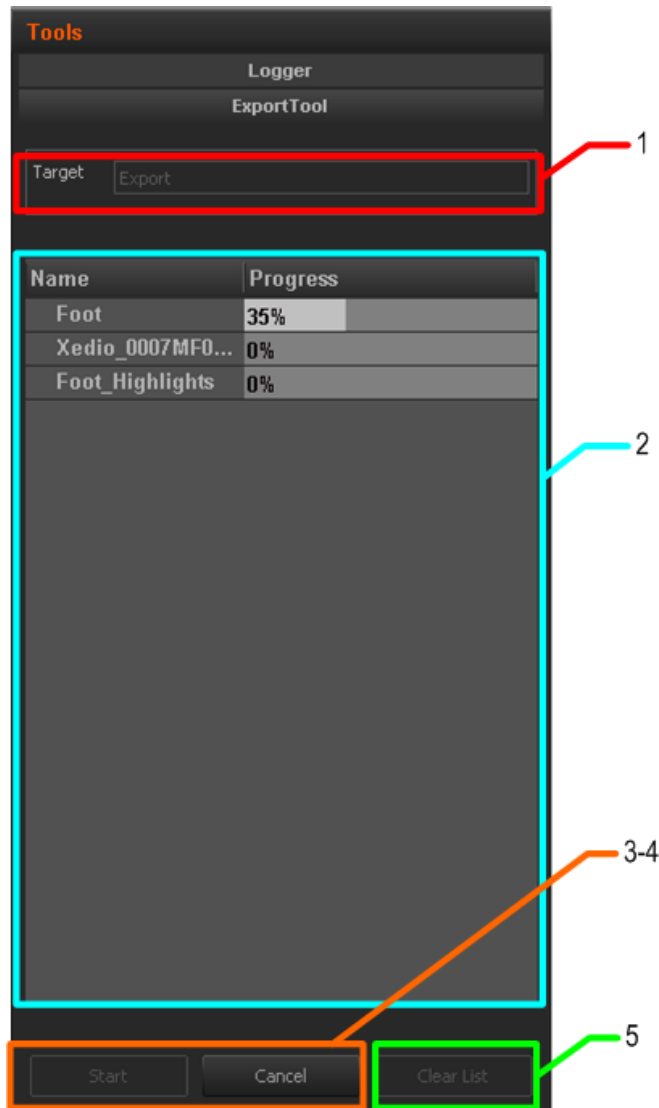 Tools
Logger
ExportTool
1
Target Export
Name Progress
Foot 35%
Xedio_0007MF0... 0%
Foot_Highlights 0%
2
3-4
5
Start Cancel Clear List